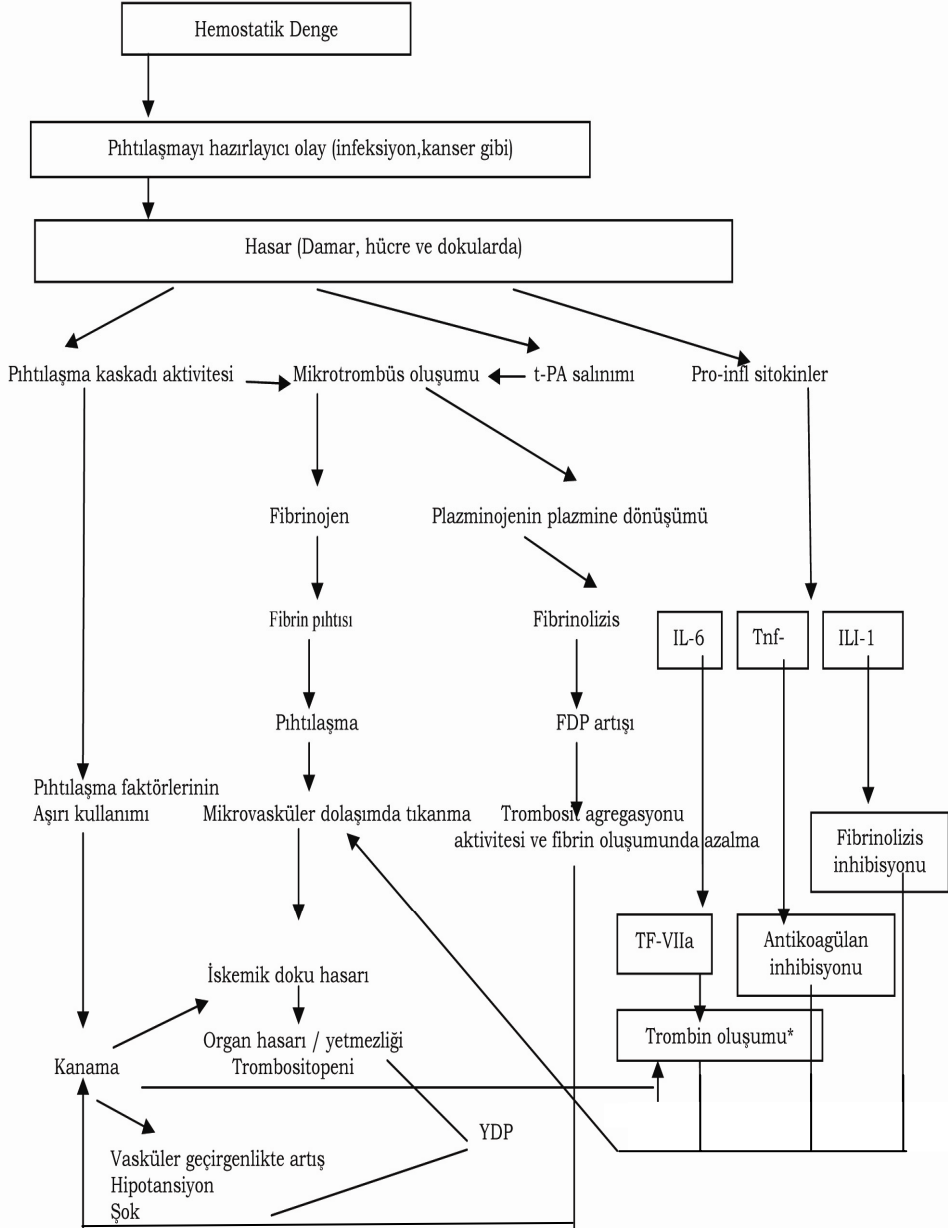 Hemostatik Denge
Pıhtılaşmayı hazırlayıcı olay (infeksiyon,kanser gibi)
Hasar (Damar, hücre ve dokularda)
Pıhtılaşma kaskadı aktivitesi
Mikrotrombüs oluşumu
t-PA salınımı
Pro-infl sitokinler
Fibrinojen
Plazminojenin plazmine dönüşümü
Fibrin pıhtısı
Fibrinolizis
IL-6
Tnf-
ILI-1
Pıhtılaşma
FDP artışı
Pıhtılaşma faktörlerinin
Aşırı kullanımı
Mikrovasküler dolaşımda tıkanma
Trombosit agregasyonu
aktivitesi ve fibrin oluşumunda azalma
Fibrinolizis
inhibisyonu
TF-VIIa
Antikoagülan
inhibisyonu
İskemik doku hasarı
Trombin oluşumu*
Organ hasarı / yetmezliği
Trombositopeni
Kanama
YDP
Vasküler geçirgenlikte artış
Hipotansiyon
Şok